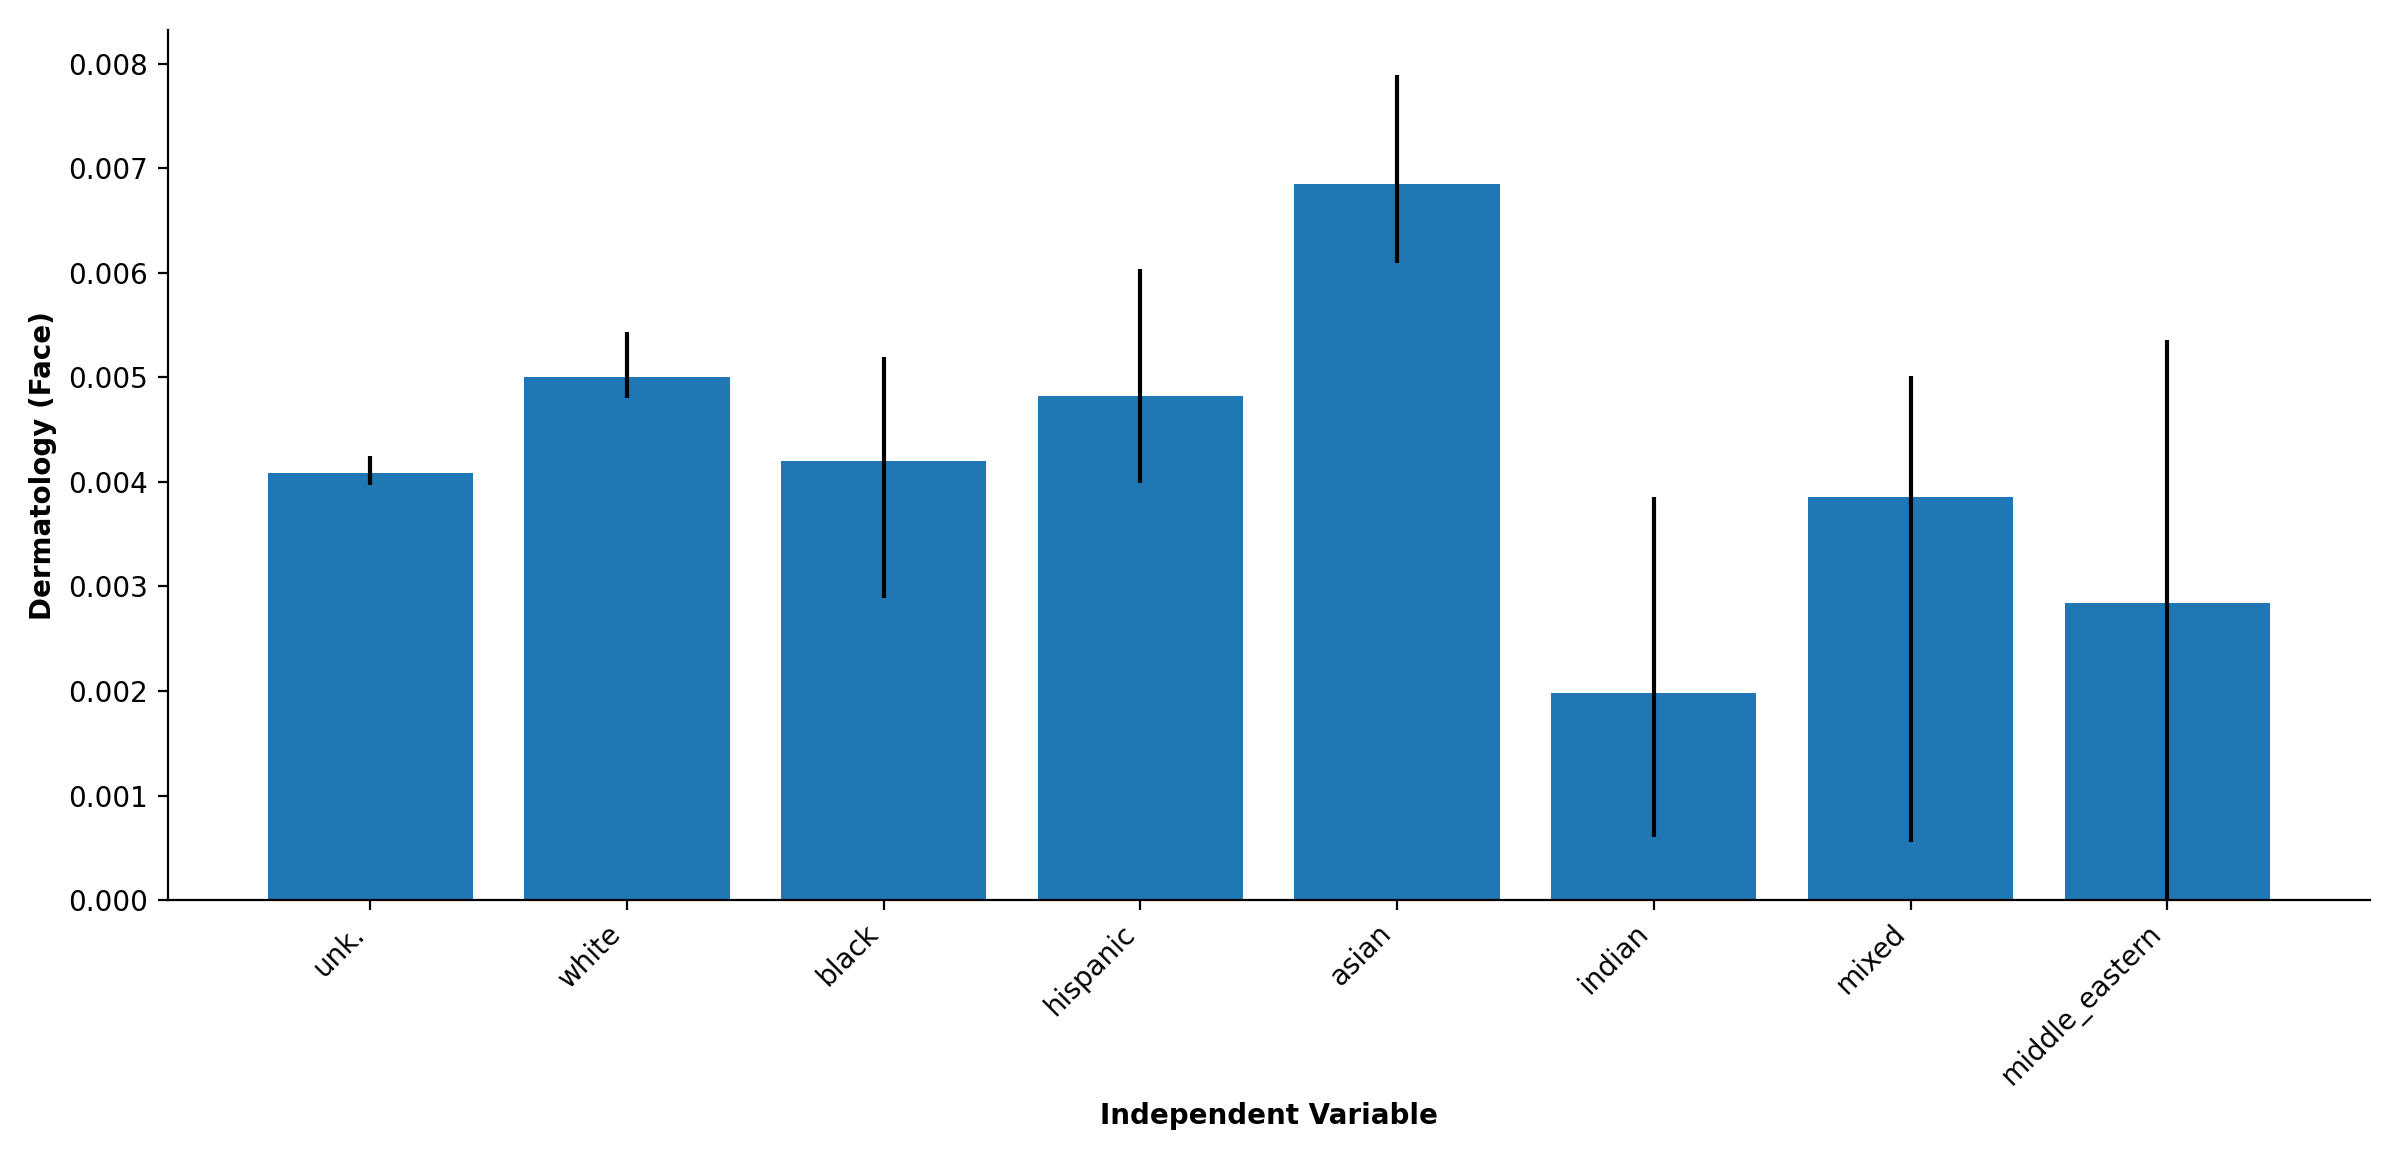 0.008
0.007
0.006
0.005
0.004
0.003
0.002
0.001
0.000
Dermatology (Face)
unk.
white
black
hispanic
asian
indian
mixed
middle_eastern
Independent Variable